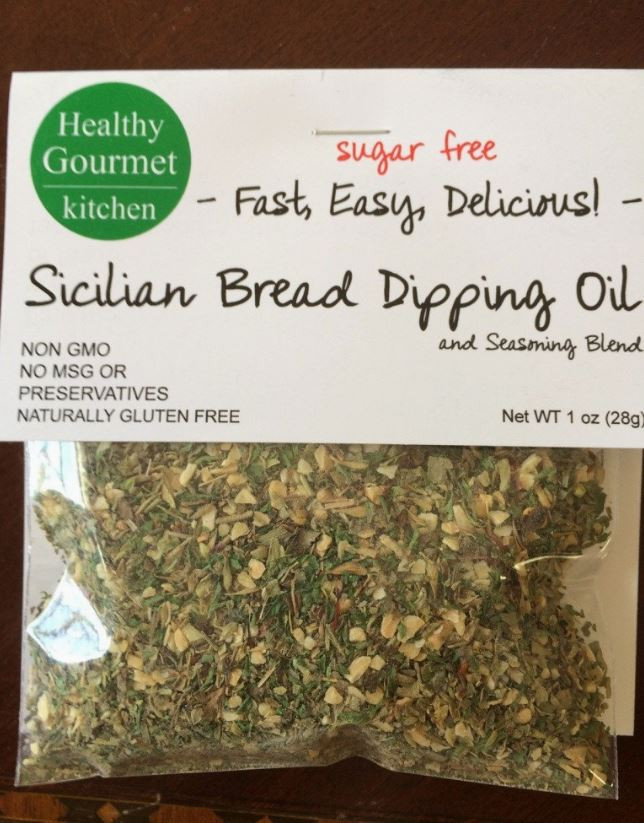 Healthy
Gourmet
kitchen
sugar free
- Fast, Easy, Delicious! -
Sicilian Bread Dipping Oil
and Seasoning Blend
NON GMO
NO MSG OR
PRESERVATIVES
NATURALLY GLUTEN FREE
Net WT 1 oz (28g)